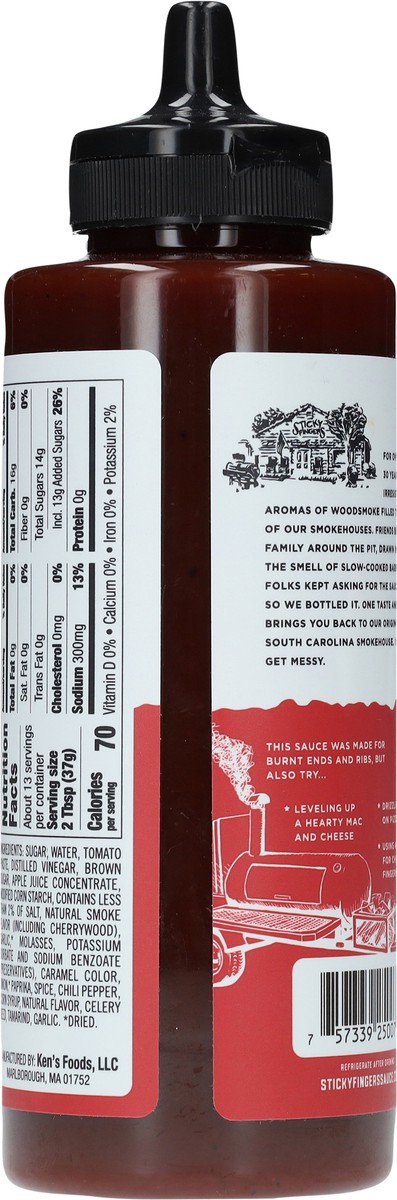 Nutrition
Facts
About 13 servings
per container
Serving size
2 Tbsp (37g)
Calories 70
per serving
Total Fat 0g 0%
Sat. Fat 0g 0%
Trans Fat 0g
Cholesterol 0mg 0%
Sodium 300mg 13%
Total Carb. 16g 6%
Fiber 0g 0%
Total Sugars 14g
Incl. 13g Added Sugars 26%
Protein 0g
Vitamin D 0% • Calcium 0% • Iron 0% • Potassium 2%
SUGAR, WATER, TOMATO
DISTILLED VINEGAR, BROWN
APPLE JUICE CONCENTRATE,
CORN STARCH, CONTAINS LESS
2% OF SALT, NATURAL SMOKE
(INCLUDING CHERRYWOOD),
MOLASSES, POTASSIUM
AND SODIUM BENZOATE
CARAMEL COLOR,
PAPRIKA, SPICE, CHILI PEPPER,
SYRUP, NATURAL FLAVOR, CELERY
TAMARIND, GARLIC. *DRIED.
BY: Ken's Foods, LLC
MARLBOROUGH, MA 01752
STICKY
FINGERS
FOR
30
AROMAS OF WOODSMOKE FILLED
OF OUR SMOKEHOUSES. FRIENDS
FAMILY AROUND THE PIT, DRAWN
THE SMELL OF SLOW-COOKED
FOLKS KEPT ASKING FOR THE
SO WE BOTTLED IT. ONE TASTE
BRINGS YOU BACK TO OUR
SOUTH CAROLINA SMOKEHOUSE.
GET MESSY.
THIS SAUCE WAS MADE FOR
BURNT ENDS AND RIBS, BUT
ALSO TRY...
* LEVELING UP
A HEARTY MAC
AND CHEESE
ON
FOR
7 57339 2500
REFRIGERATE AFTER